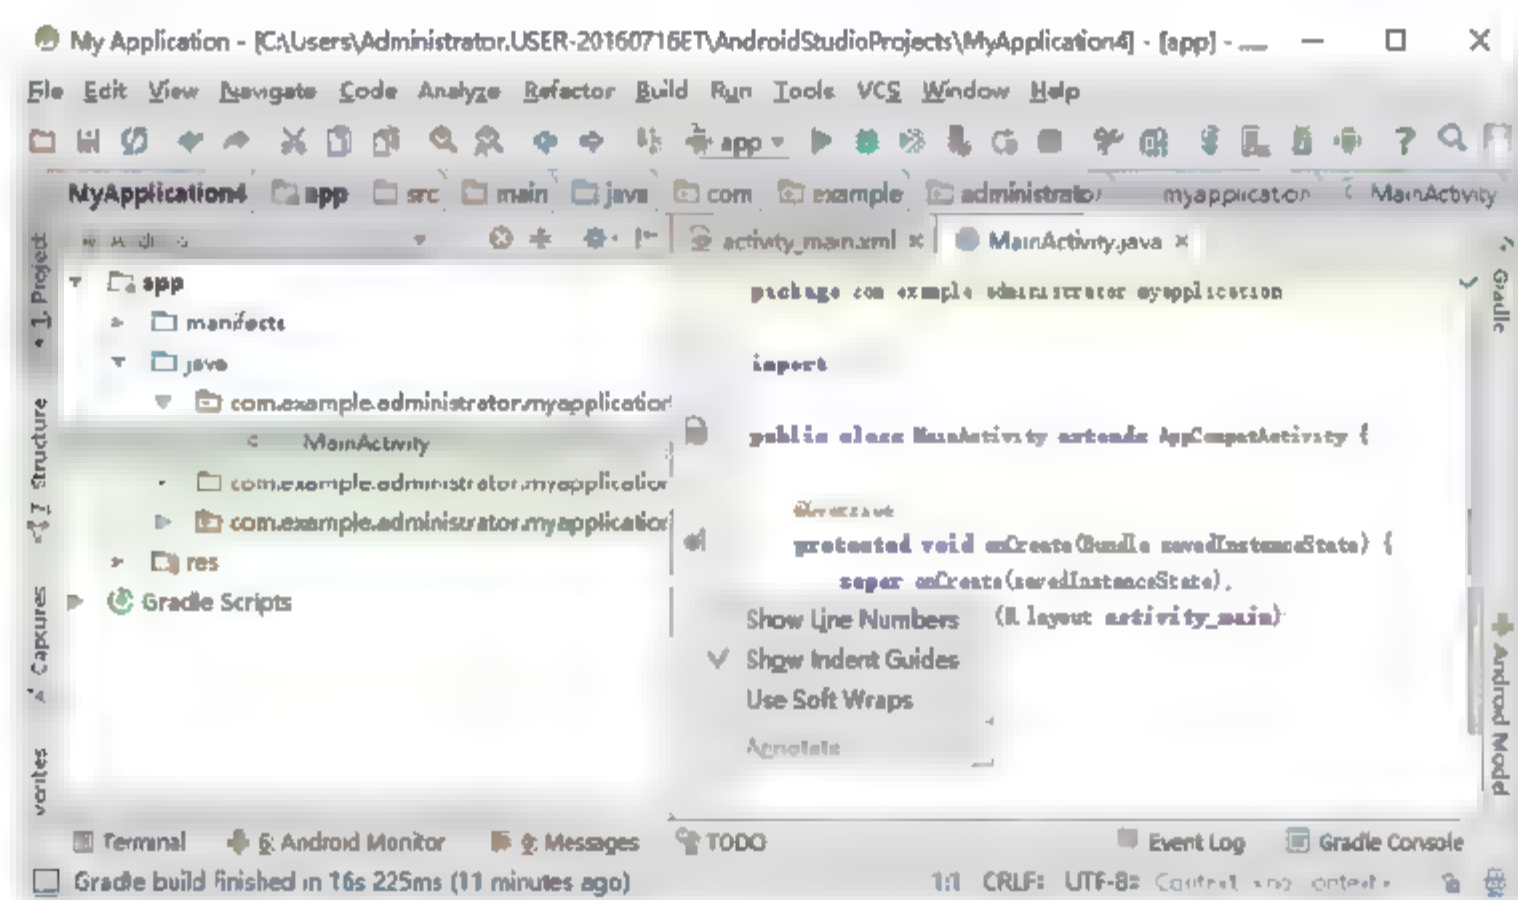 My Application - [C:\Users\Administrator.USER-20160716ET\AndroidStudioProjects\MyApplication4] - [app] -
File Edit View Navigate Code Analyze Refactor Build Run Tools VCS Window Help
app
MyApplication4 app src main java com example administrator myapplication MainActivity
activity_main.xml MainActivity.java
1: Project
app
manifests
java
com.example.administrator.myapplication
MainActivity
com.example.administrator.myapplication
com.example.administrator.myapplication
res
Gradle Scripts
7: Structure
Captures
package com example administrator myapplication
import
public class MainActivity extends AppCompatActivity {
@Override
protected void onCreate(Bundle savedInstanceState) {
super onCreate(savedInstanceState)
(R layout activity_main)
Show Line Numbers
Show Indent Guides
Use Soft Wraps
Annotate
Gradle
Android Model
Terminal 6: Android Monitor 0: Messages TODO Event Log Gradle Console
Gradle build finished in 16s 225ms (11 minutes ago) 1:1 CRLF: UTF-8: